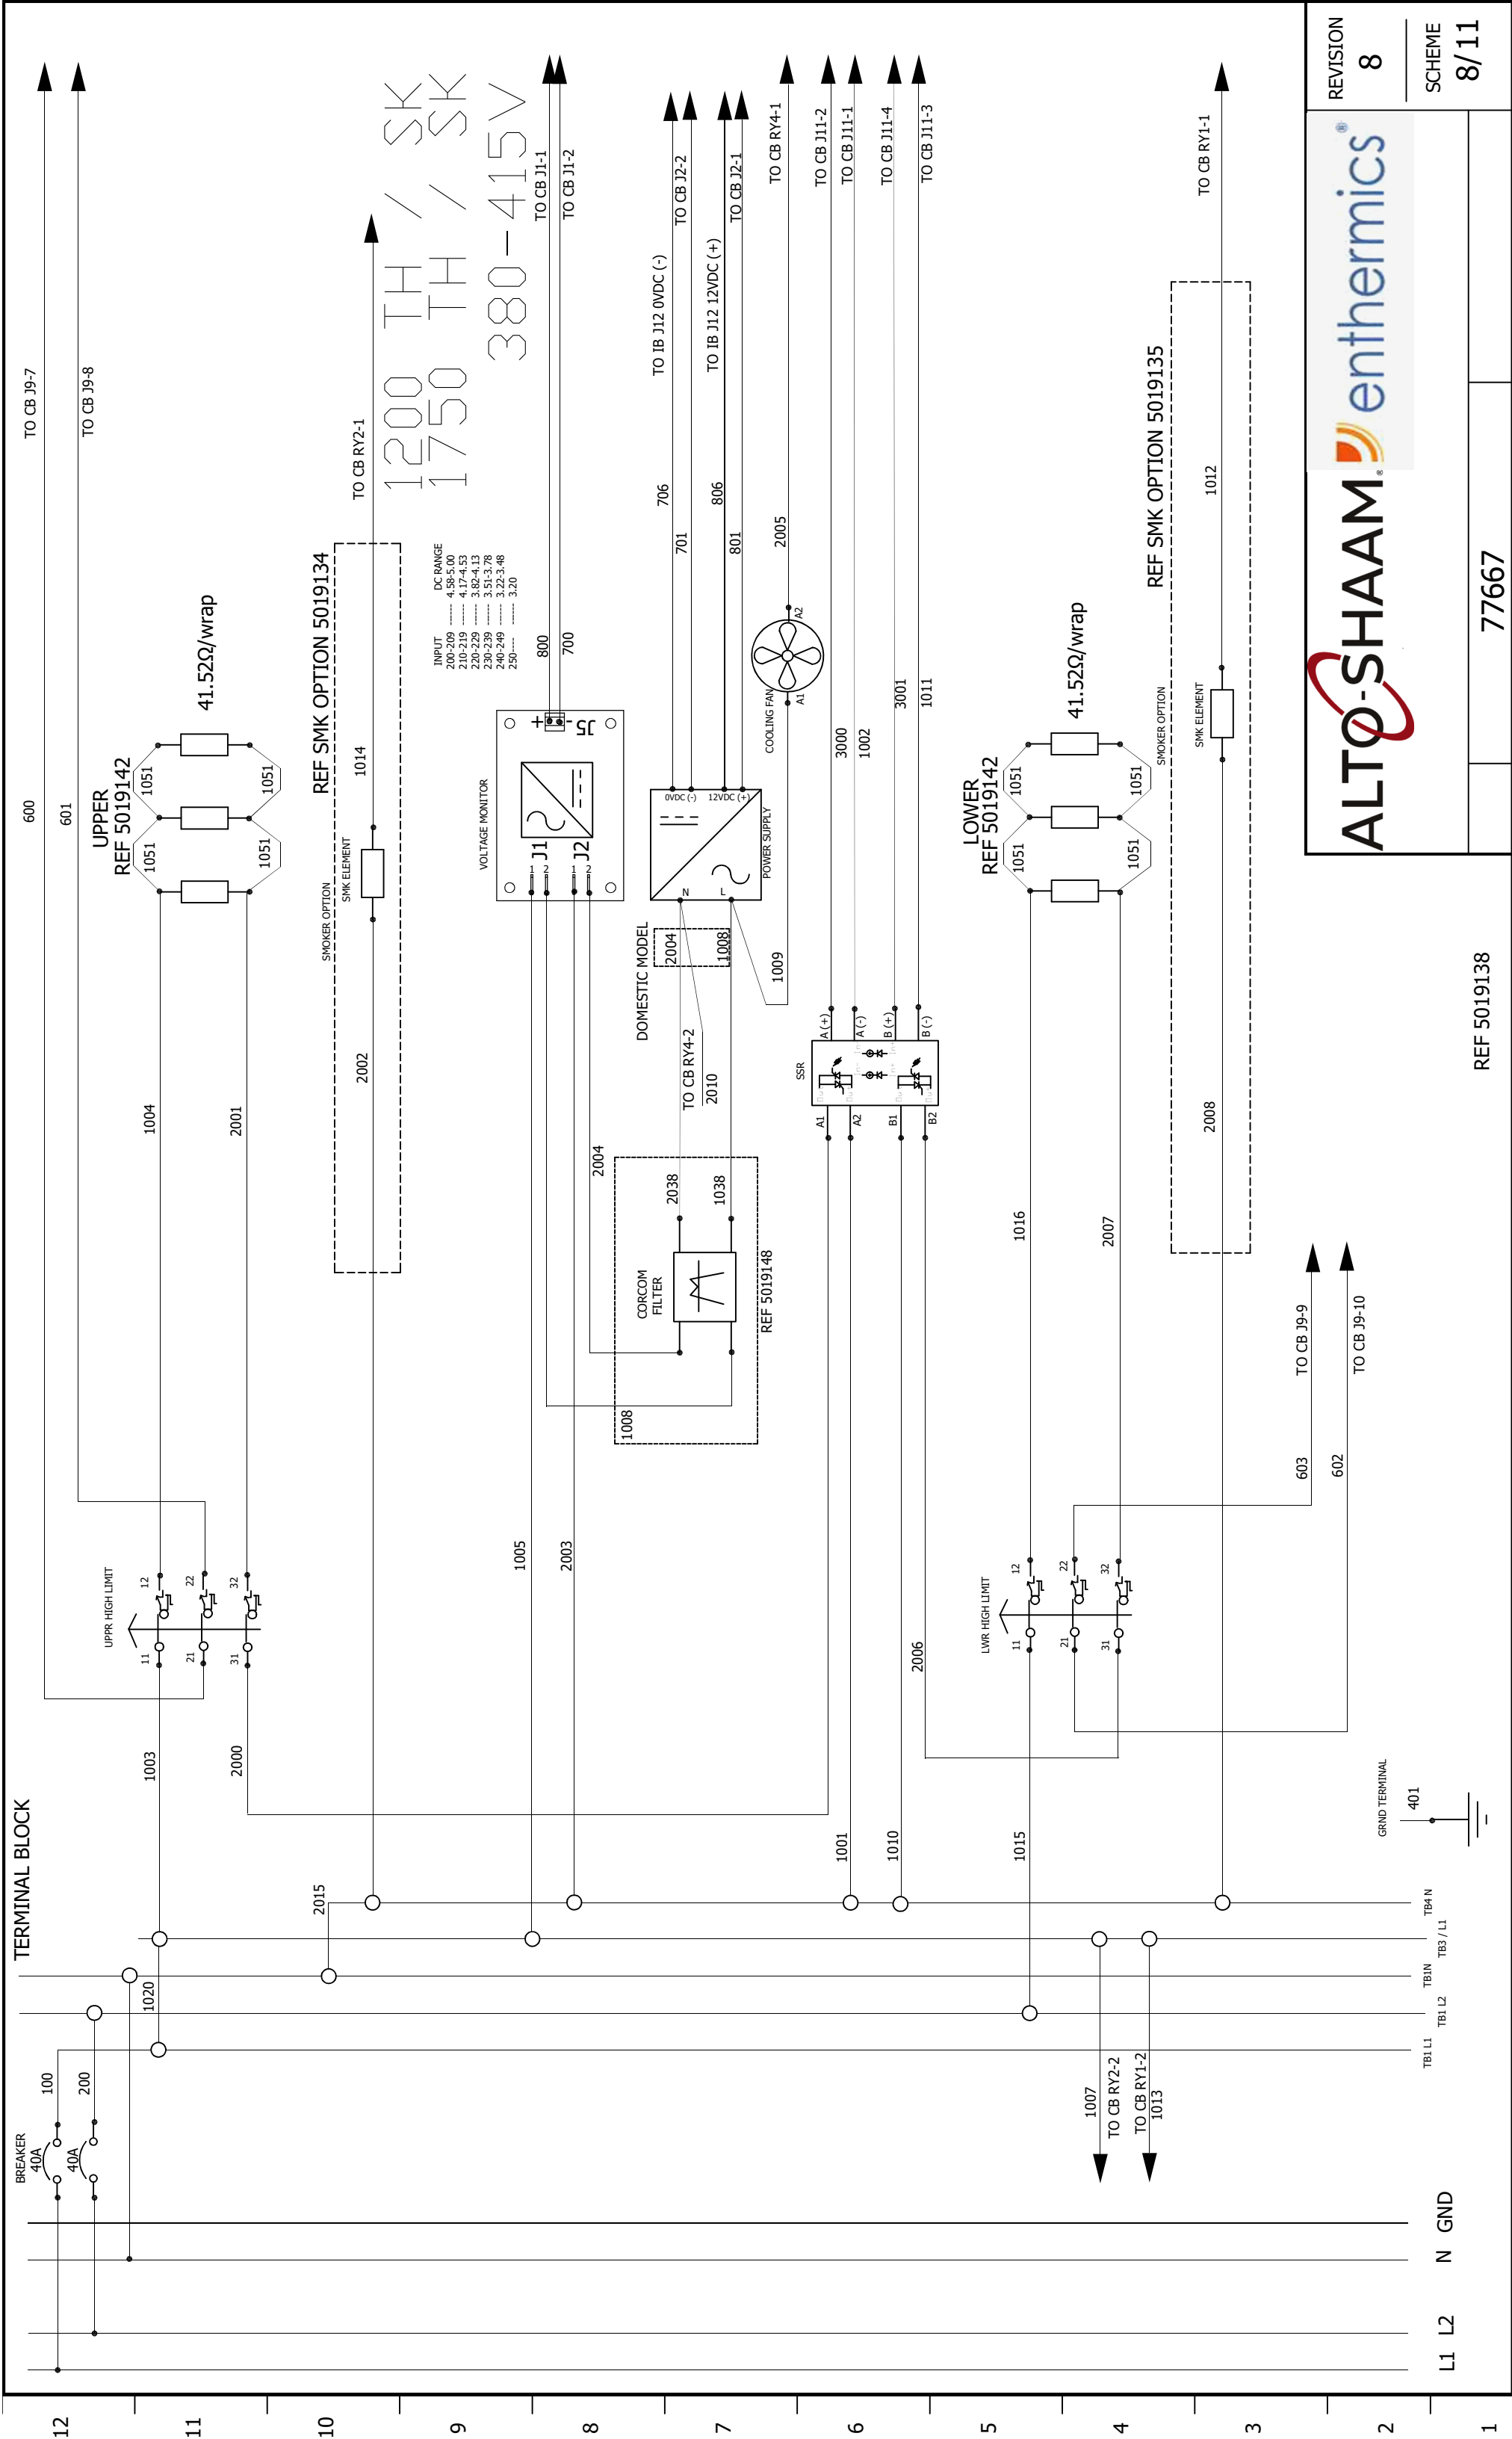 TERMINAL BLOCK
BREAKER
40A
40A
100
200
1020
2015
1003
2000
UPPR HIGH LIMIT
11
12
21
22
31
32
600
TO CB J9-7
601
TO CB J9-8
1004
2001
UPPER
REF 5019142
1051
1051
1051
1051
41.52Ω/wrap
REF SMK OPTION 5019134
SMOKER OPTION
SMK ELEMENT
2002
1014
TO CB RY2-1
1200 TH / SK
1750 TH / SK
380-415V
INPUT DC RANGE
200-209 ------ 4.58-5.00
210-219 ------ 4.17-4.53
220-229 ------ 3.82-4.13
230-239 ------ 3.51-3.78
240-249 ------ 3.22-3.48
250---- ------ 3.20
VOLTAGE MONITOR
J1
1
2
J2
1
2
+
-
J5
800
700
TO CB J1-1
TO CB J1-2
1005
2003
2004
1008
CORCOM
FILTER
REF 5019148
2038
1038
DOMESTIC MODEL
2004
1008
TO CB RY4-2
2010
1009
N
L
0VDC (-)
12VDC (+)
POWER SUPPLY
706
TO IB J12 0VDC (-)
701
TO CB J2-2
806
TO IB J12 12VDC (+)
801
TO CB J2-1
COOLING FAN
A1
A2
2005
TO CB RY4-1
SSR
A1
A2
B1
B2
A (+)
A (-)
B (+)
B (-)
3000
TO CB J11-2
1002
TO CB J11-1
3001
TO CB J11-4
1011
TO CB J11-3
1001
1010
2006
1015
LWR HIGH LIMIT
11
12
21
22
31
32
1016
2007
LOWER
REF 5019142
1051
1051
1051
1051
41.52Ω/wrap
REF SMK OPTION 5019135
SMOKER OPTION
SMK ELEMENT
2008
1012
TO CB RY1-1
603
TO CB J9-9
602
TO CB J9-10
1007
TO CB RY2-2
TO CB RY1-2
1013
GRND TERMINAL
401
TB1 L1
TB1 L2
TB1N
TB3 / L1
TB4 N
L1
L2
N
GND
REF 5019138
ALTO-SHAAM®
enthermics®
REVISION
8
SCHEME
8/11
77667
12
11
10
9
8
7
6
5
4
3
2
1